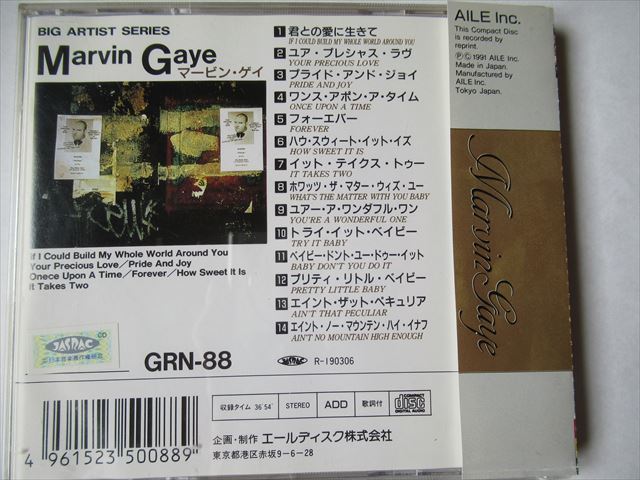 BIG ARTIST SERIES
Marvin Gaye
マービン・ゲイ
If I Could Build My Whole World Around You
Your Precious Love／Pride And Joy
Onece Upon A Time／Forever／How Sweet It Is
It Takes Two
1 君との愛に生きて
IF I COULD BUILD MY WHOLE WORLD AROUND YOU
2 ユア・プレシャス・ラヴ
YOUR PRECIOUS LOVE
3 プライド・アンド・ジョイ
PRIDE AND JOY
4 ワンス・アポン・ア・タイム
ONCE UPON A TIME
5 フォーエバー
FOREVER
6 ハウ・スウィート・イット・イズ
HOW SWEET IT IS
7 イット・テイクス・トゥー
IT TAKES TWO
8 ホワッツ・ザ・マター・ウィズ・ユー
WHAT'S THE MATTER WITH YOU BABY
9 ユアー・ア・ワンダフル・ワン
YOU'RE A WONDERFUL ONE
10 トライ・イット・ベイビー
TRY IT BABY
11 ベイビー・ドント・ユー・ドゥー・イット
BABY DON'T YOU DO IT
12 プリティ・リトル・ベイビー
PRETTY LITTLE BABY
13 エイント・ザット・ペキュリア
AIN'T THAT PECULIAR
14 エイント・ノー・マウンテン・ハイ・イナフ
AIN'T NO MOUNTAIN HIGH ENOUGH
CD
JASRAC
GRN-88
JASRAC R-190306
4 961523 500889
収録タイム 36'54" STEREO ADD 歌詞付 COMPACT disc DIGITAL AUDIO
企画・制作 エールディスク株式会社
東京都港区赤坂9－6－28
AILE Inc.
This Compact Disc
is recorded by
reprint.
Ⓟ©1991 AILE Inc.
Made in Japan.
Manufactured by
AILE Inc.
Tokyo Japan.
Marvin Gaye